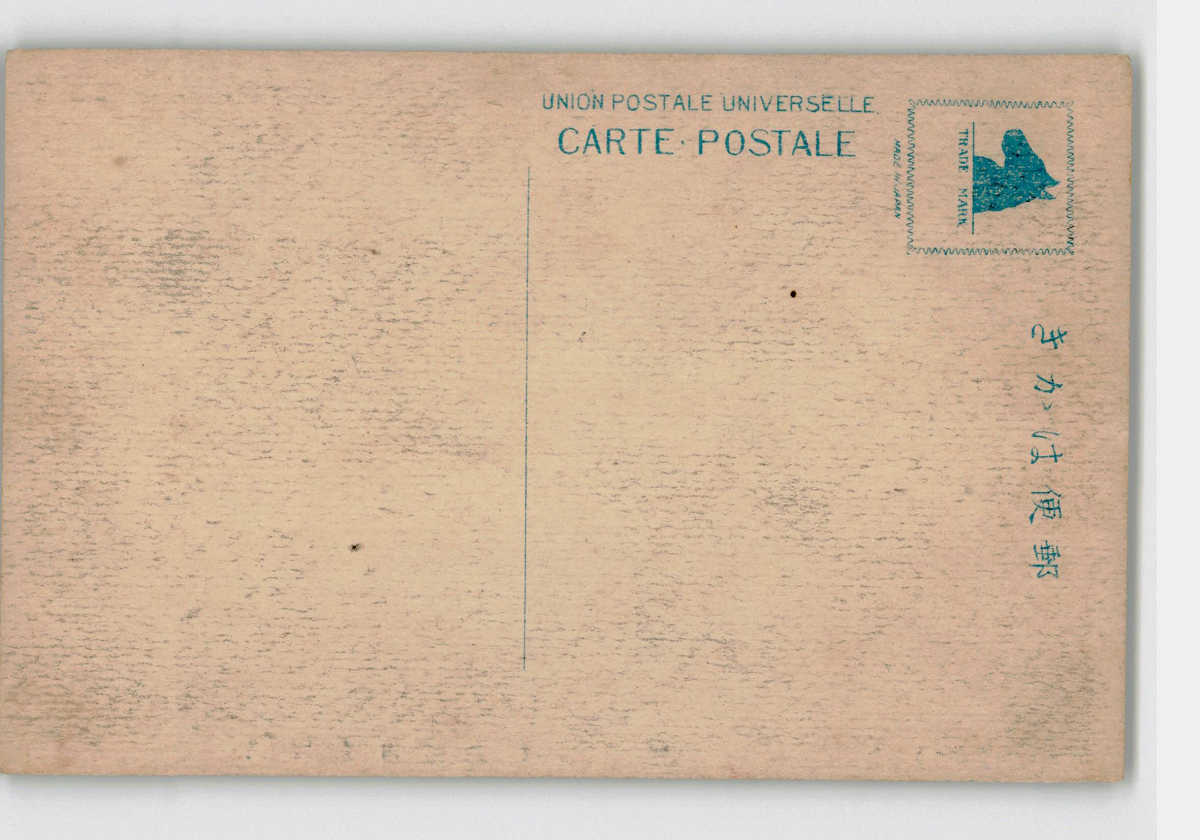 UNION POSTALE UNIVERSELLE.
CARTE·POSTALE
MADE IN JAPAN
TRADE MARK
郵便はがき